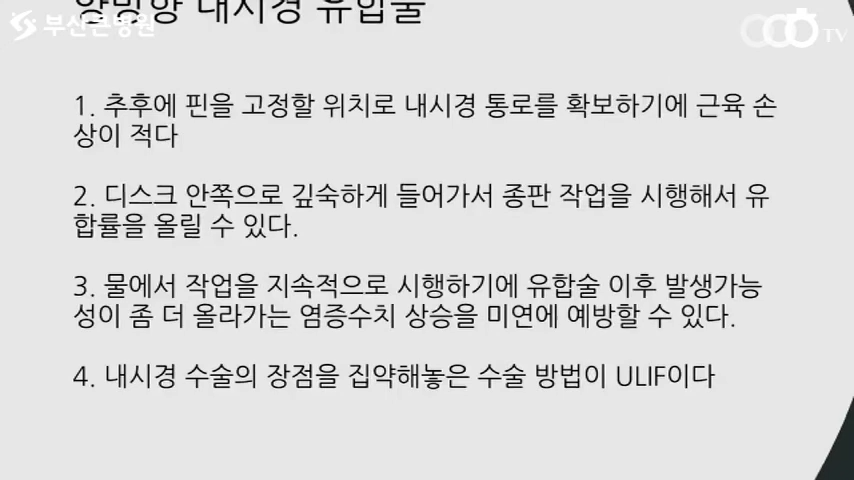 부산큰병원
TV
양방향 내시경 유합술
1. 추후에 핀을 고정할 위치로 내시경 통로를 확보하기에 근육 손
상이 적다
2. 디스크 안쪽으로 깊숙하게 들어가서 종판 작업을 시행해서 유
합률을 올릴 수 있다.
3. 물에서 작업을 지속적으로 시행하기에 유합술 이후 발생가능
성이 좀 더 올라가는 염증수치 상승을 미연에 예방할 수 있다.
4. 내시경 수술의 장점을 집약해놓은 수술 방법이 ULIF이다